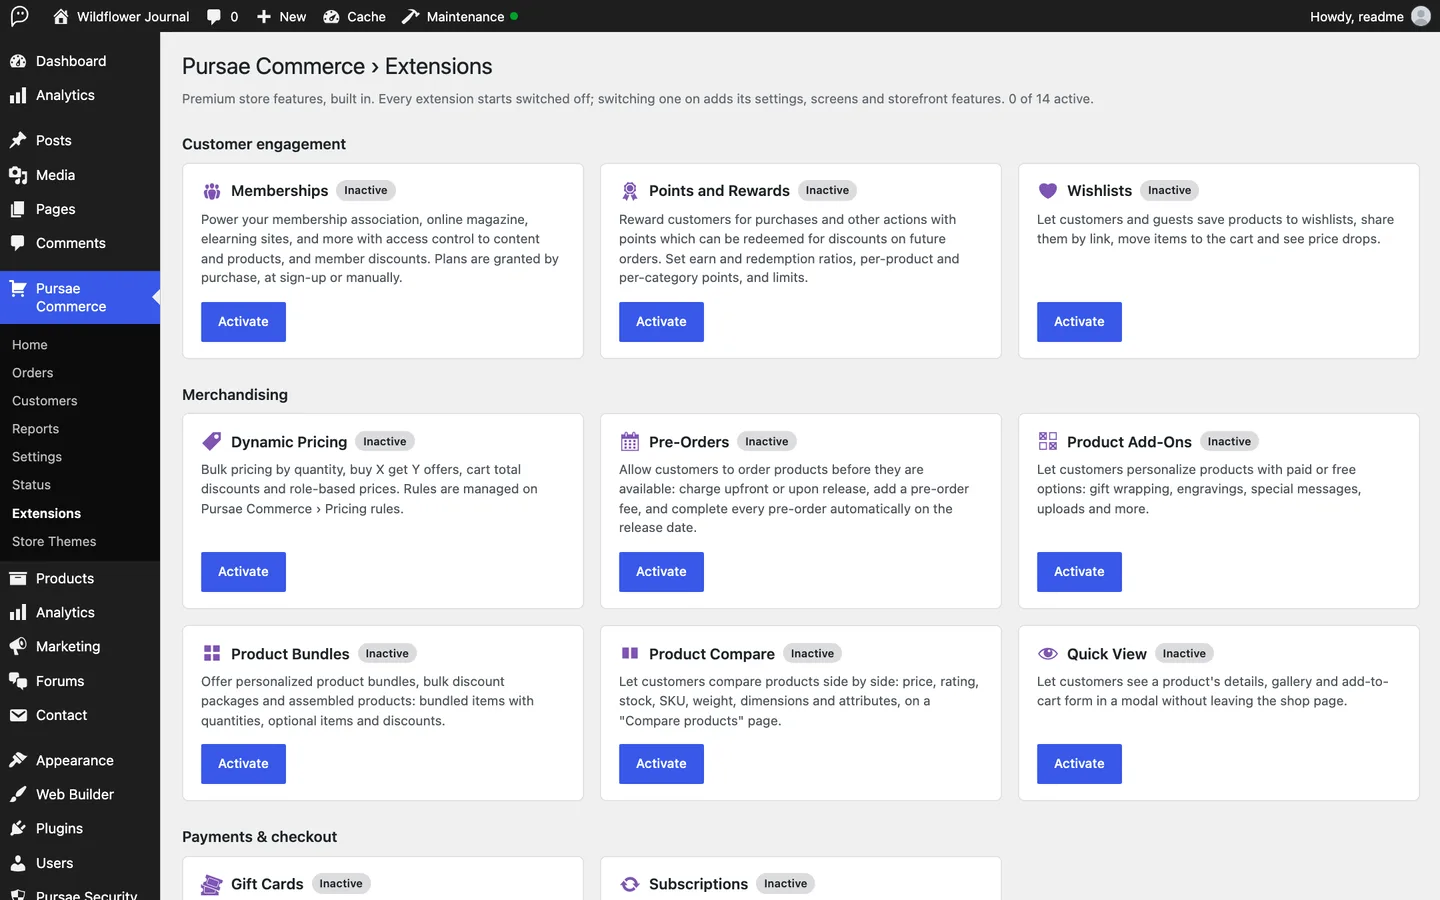 Wildflower Journal
0
New
Cache
Maintenance
Howdy, readme
Dashboard
Analytics
Posts
Media
Pages
Comments
Pursae
Commerce
Home
Orders
Customers
Reports
Settings
Status
Extensions
Store Themes
Products
Analytics
Marketing
Forums
Contact
Appearance
Web Builder
Plugins
Users
Pursae Security
Pursae Commerce › Extensions
Premium store features, built in. Every extension starts switched off; switching one on adds its settings, screens and storefront features. 0 of 14 active.
Customer engagement
Memberships
Inactive
Power your membership association, online magazine,
elearning sites, and more with access control to content
and products, and member discounts. Plans are granted by
purchase, at sign-up or manually.
Activate
Points and Rewards
Inactive
Reward customers for purchases and other actions with
points which can be redeemed for discounts on future
orders. Set earn and redemption ratios, per-product and
per-category points, and limits.
Activate
Wishlists
Inactive
Let customers and guests save products to wishlists, share
them by link, move items to the cart and see price drops.
Activate
Merchandising
Dynamic Pricing
Inactive
Bulk pricing by quantity, buy X get Y offers, cart total
discounts and role-based prices. Rules are managed on
Pursae Commerce › Pricing rules.
Activate
Pre-Orders
Inactive
Allow customers to order products before they are
available: charge upfront or upon release, add a pre-order
fee, and complete every pre-order automatically on the
release date.
Activate
Product Add-Ons
Inactive
Let customers personalize products with paid or free
options: gift wrapping, engravings, special messages,
uploads and more.
Activate
Product Bundles
Inactive
Offer personalized product bundles, bulk discount
packages and assembled products: bundled items with
quantities, optional items and discounts.
Activate
Product Compare
Inactive
Let customers compare products side by side: price, rating,
stock, SKU, weight, dimensions and attributes, on a
"Compare products" page.
Activate
Quick View
Inactive
Let customers see a product's details, gallery and add-to-
cart form in a modal without leaving the shop page.
Activate
Payments & checkout
Gift Cards
Inactive
Subscriptions
Inactive